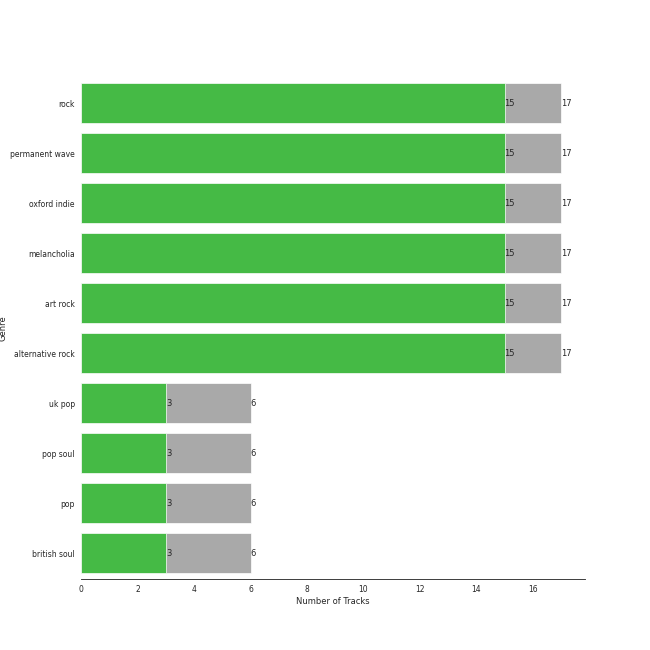 rock 15 17
permanent wave 15 17
oxford indie 15 17
melancholia 15 17
art rock 15 17
Genre
alternative rock 15 17
uk pop 3 6
pop soul 3 6
pop 3 6
british soul 3 6
0 2 4 6 8 10 12 14 16
Number of Tracks